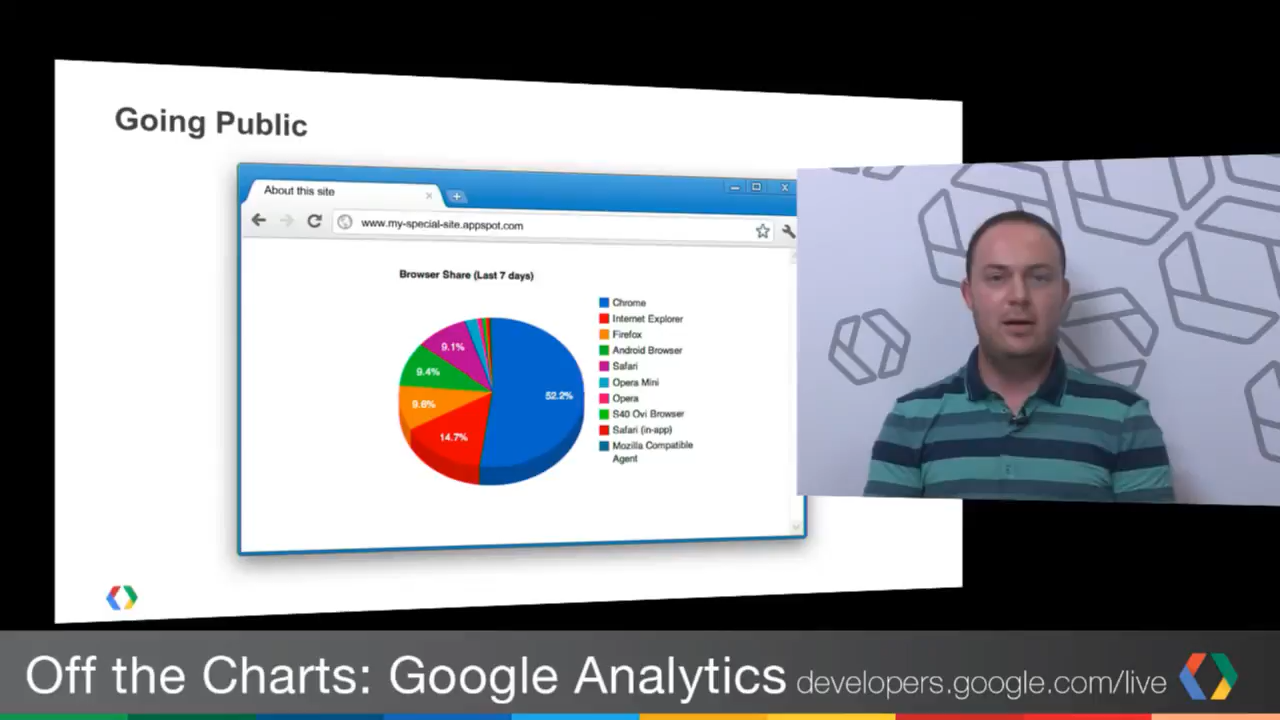 Going Public
About this site
www.my-special-site.appspot.com
Browser Share (Last 7 days)
Chrome
Internet Explorer
Firefox
Android Browser
Safari
Opera Mini
Opera
S40 Ovi Browser
Safari (in-app)
Mozilla Compatible
Agent
9.1%
9.4%
9.6%
14.7%
52.2%
Off the Charts: Google Analytics developers.google.com/live